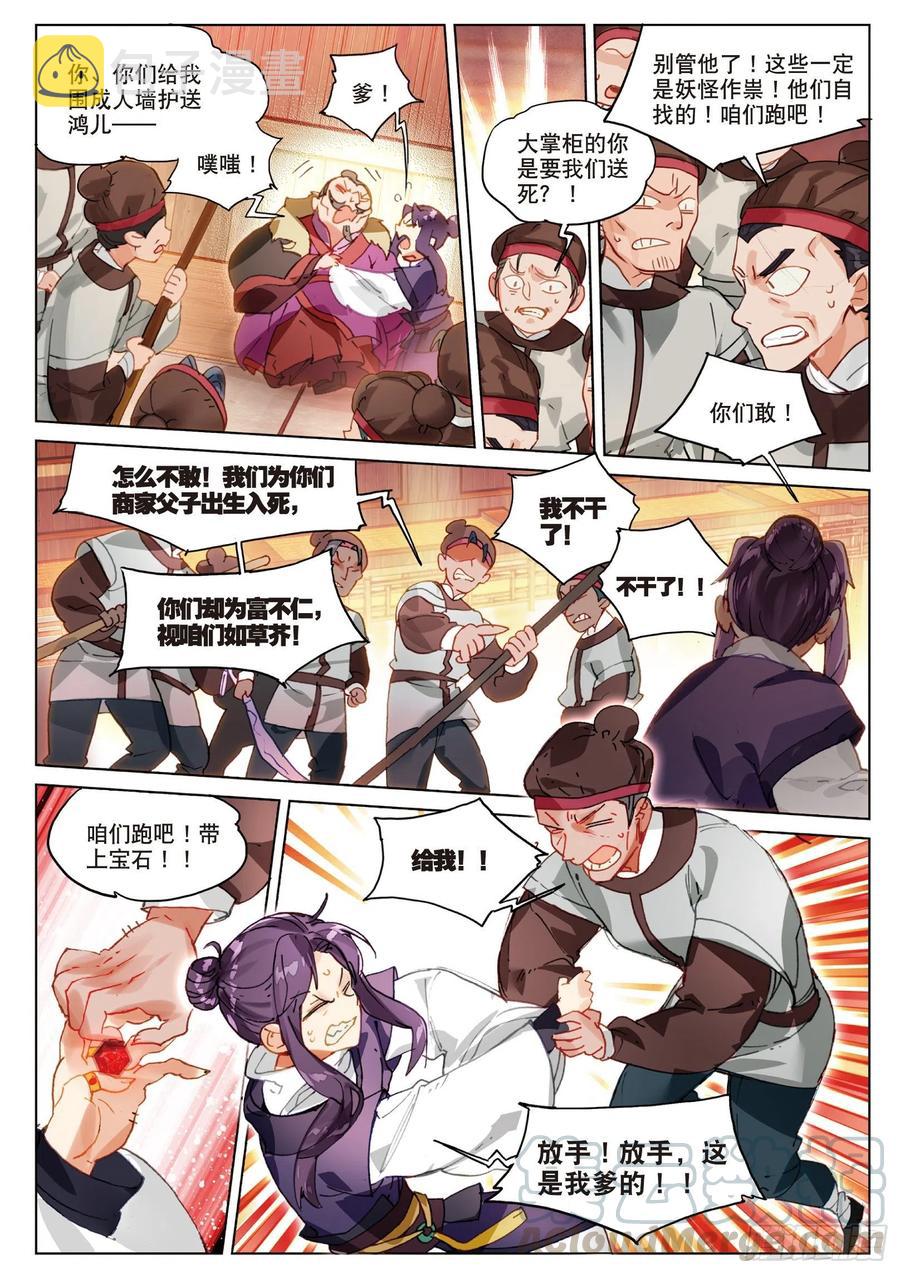 包子漫畫
你、你们给我
围成人墙护送
鸿儿——
噗嗤！
爹！
大掌柜的你
是要我们送
死？！
别管他了！这些一定
是妖怪作祟！他们自
找的！咱们跑吧！
你们敢！
怎么不敢！我们为你们
商家父子出生入死，
你们却为富不仁，
视咱们如草芥！
我不干
了！
不干了！！
咱们跑吧！带
上宝石！！
给我！！
放手！放手，这
是我爹的！！
AcloudMerge.com